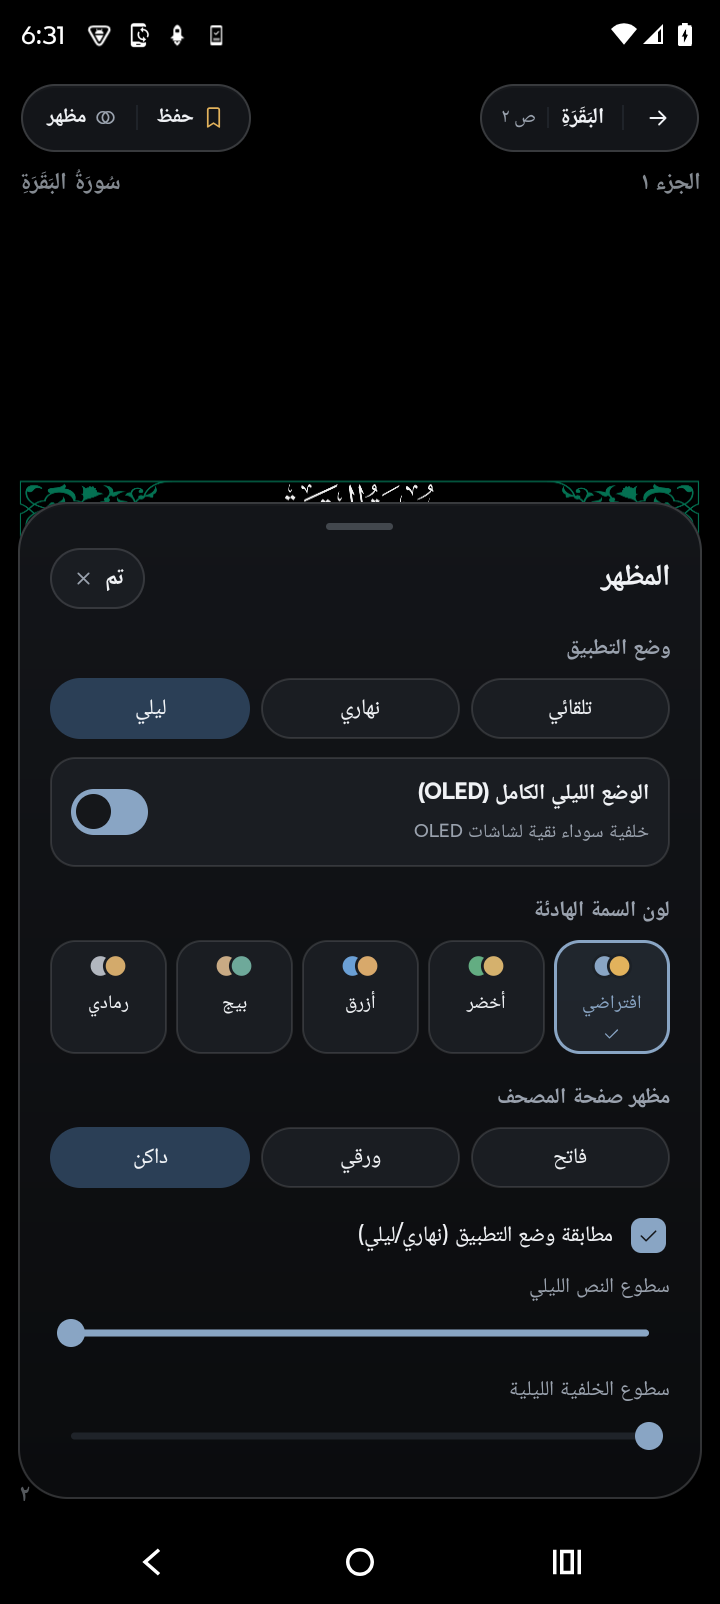 6:31
→ البَقَرَةِ ص ٢
حفظ مظهر
الجزء ١ سُورَةُ البَقَرَةِ
المظهر
تم
وضع التطبيق
تلقائي نهاري ليلي
الوضع الليلي الكامل (OLED)
خلفية سوداء نقية لشاشات OLED
لون السمة الهادئة
افتراضي أخضر أزرق بيج رمادي
مظهر صفحة المصحف
فاتح ورقي داكن
مطابقة وضع التطبيق (نهاري/ليلي)
سطوع النص الليلي
سطوع الخلفية الليلية
٢